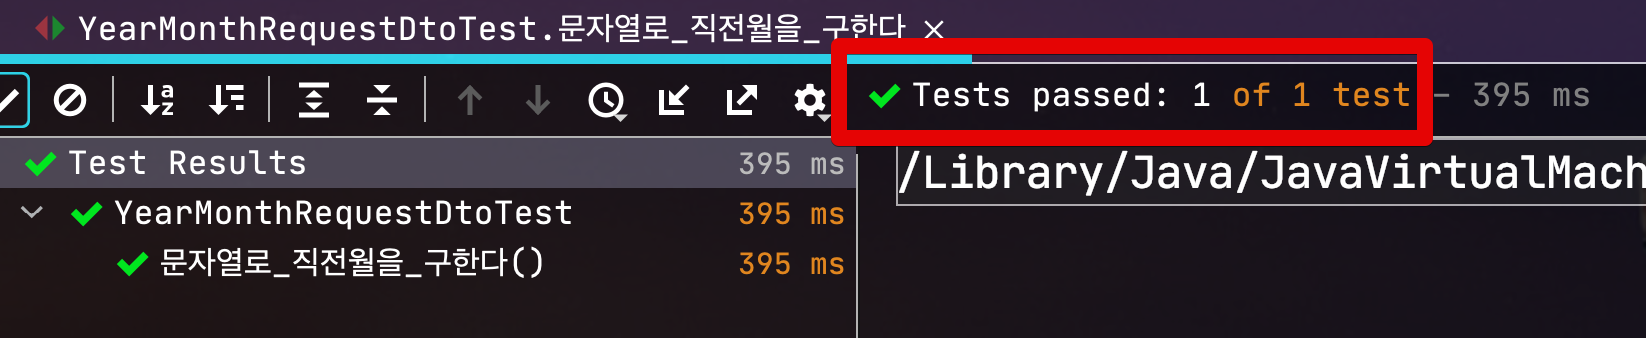 YearMonthRequestDtoTest.문자열로_직전월을_구한다
Tests passed: 1 of 1 test – 395 ms
Test Results 395 ms
YearMonthRequestDtoTest 395 ms
문자열로_직전월을_구한다() 395 ms
/Library/Java/JavaVirtualMach